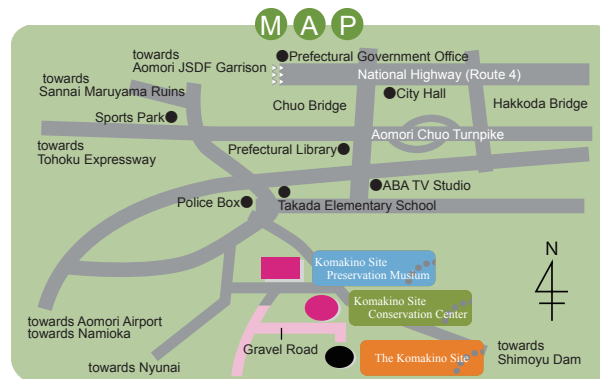 MAP
Prefectural Government Office
towards
Aomori JSDF Garrison
National Highway (Route 4)
towards
Sannai Maruyama Ruins
City Hall
Chuo Bridge
Hakkoda Bridge
Sports Park
Aomori Chuo Turnpike
towards
Tohoku Expressway
Prefectural Library
ABA TV Studio
Police Box
Takada Elementary School
Komakino Site
Preservation Musium
N
Komakino Site
Conservation Center
towards Aomori Airport
towards Namioka
Gravel Road
The Komakino Site
towards
Shimoyu Dam
towards Nyunai